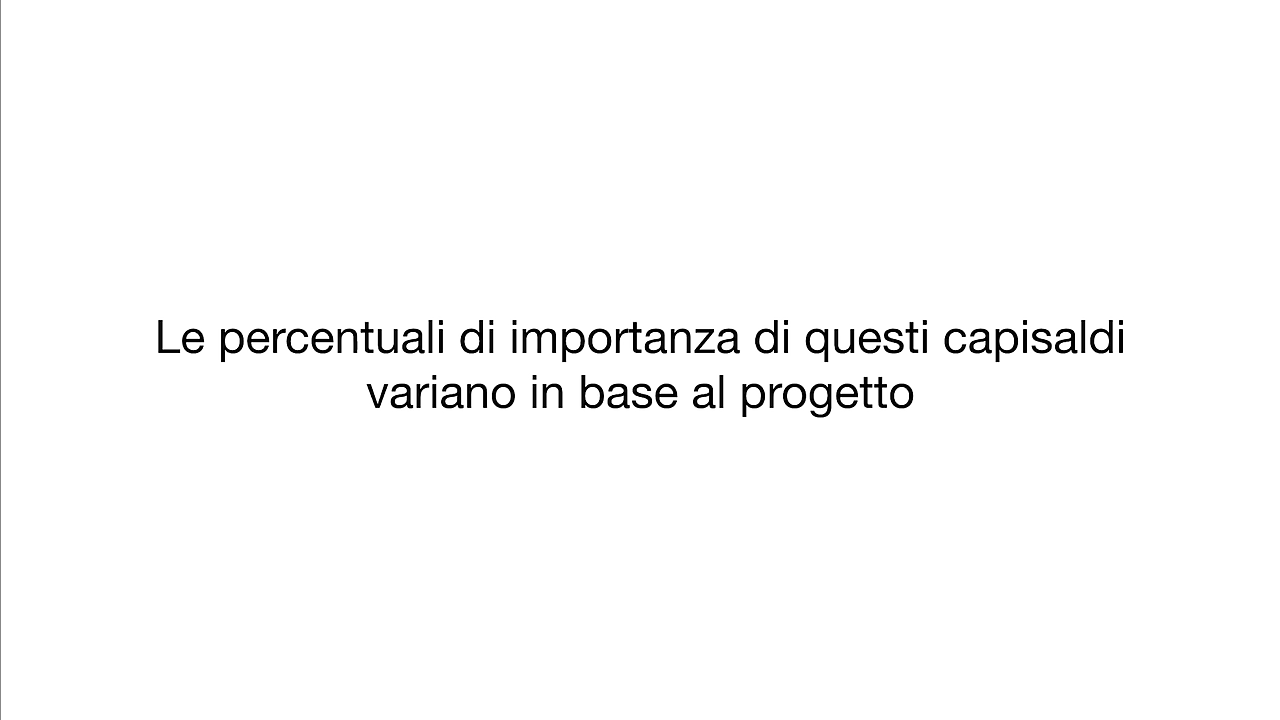 Le percentuali di importanza di questi capisaldi
variano in base al progetto